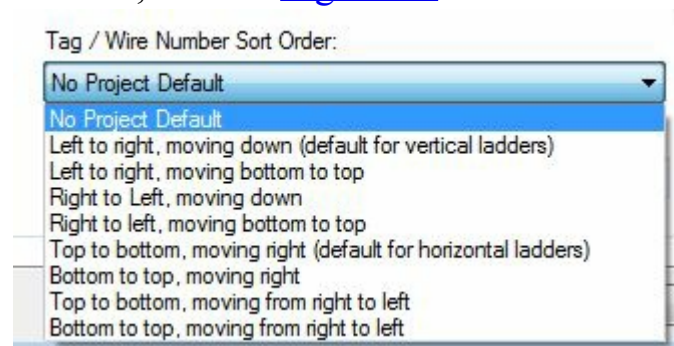 Tag / Wire Number Sort Order:
No Project Default
No Project Default
Left to right, moving down (default for vertical ladders)
Left to right, moving bottom to top
Right to Left, moving down
Right to left, moving bottom to top
Top to bottom, moving right (default for horizontal ladders)
Bottom to top, moving right
Top to bottom, moving from right to left
Bottom to top, moving from right to left